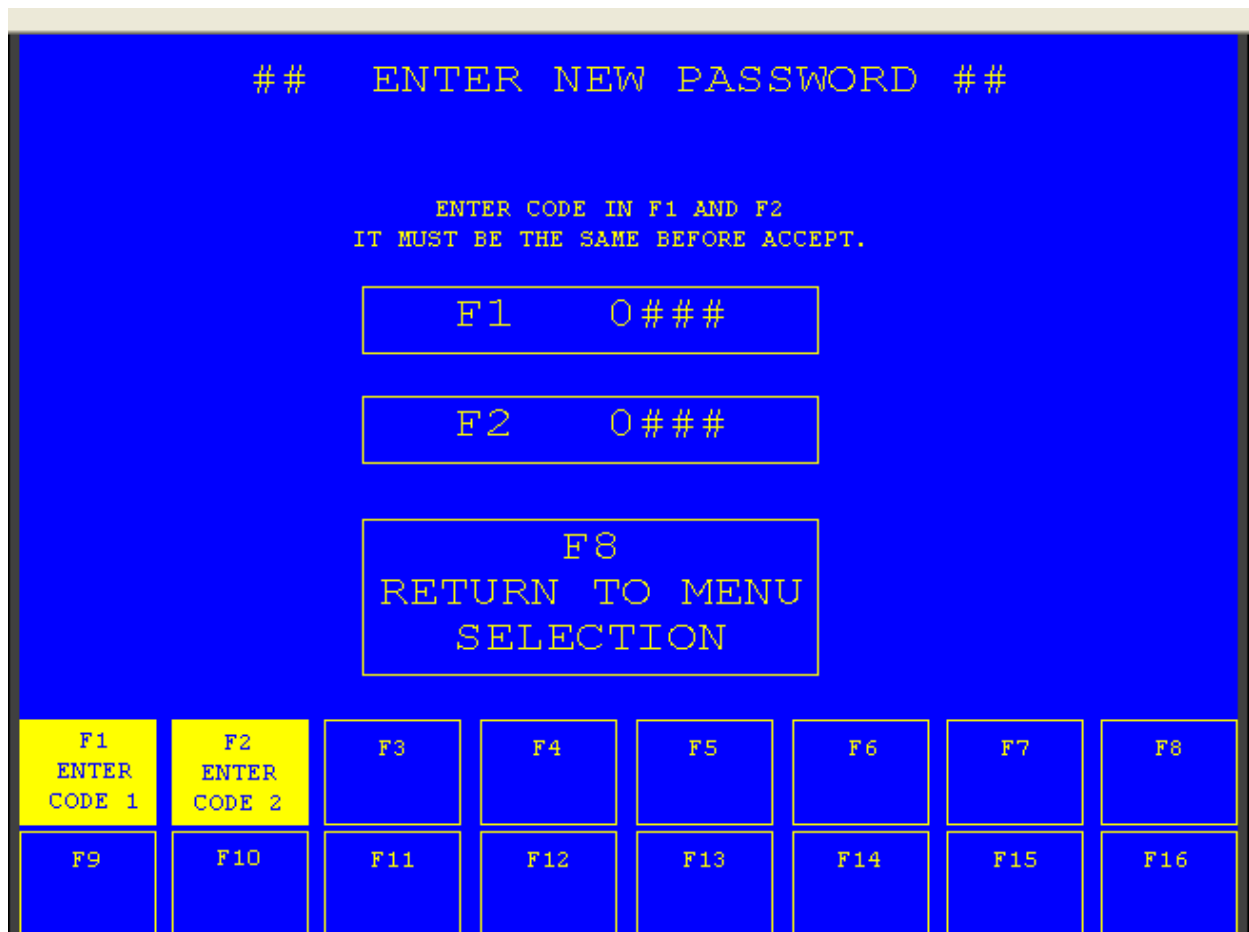 ## ENTER NEW PASSWORD ##
ENTER CODE IN F1 AND F2
IT MUST BE THE SAME BEFORE ACCEPT.
F1 0###
F2 0###
F8
RETURN TO MENU
SELECTION
F1
ENTER
CODE 1
F2
ENTER
CODE 2
F3
F4
F5
F6
F7
F8
F9
F10
F11
F12
F13
F14
F15
F16